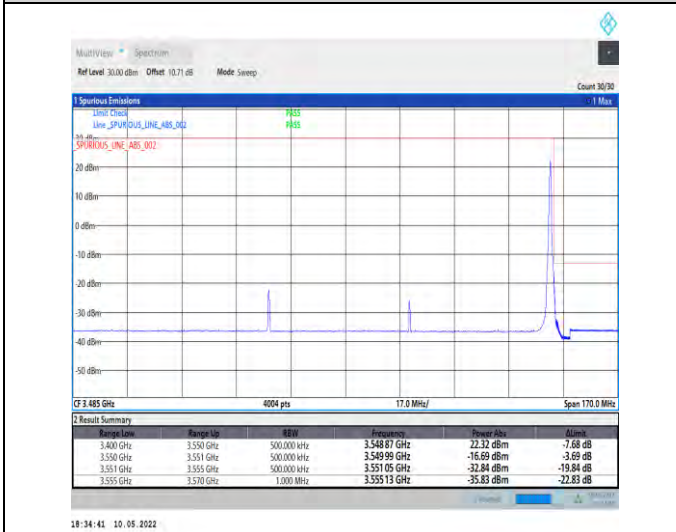 MultiView Spectrum
Ref Level 30.00 dBm Offset 10.71 dB Mode Sweep
Count 30/30
1 Spurious Emissions 1 Max
Limit Check PASS
Line _SPURIOUS_LINE_ABS_002 PASS
_SPURIOUS_LINE_ABS_002
20 dBm
10 dBm
0 dBm
-10 dBm
-20 dBm
-30 dBm
-40 dBm
-50 dBm
CF 3.485 GHz 4004 pts 17.0 MHz/ Span 170.0 MHz
2 Result Summary
Range Low Range Up RBW Frequency Power Abs ΔLimit
3.400 GHz 3.550 GHz 500.000 kHz 3.548 87 GHz 22.32 dBm -7.68 dB
3.550 GHz 3.551 GHz 500.000 kHz 3.549 99 GHz -16.69 dBm -3.69 dB
3.551 GHz 3.555 GHz 500.000 kHz 3.551 05 GHz -32.84 dBm -19.84 dB
3.555 GHz 3.570 GHz 1.000 MHz 3.555 13 GHz -35.83 dBm -22.83 dB
18:34:41 10.05.2022